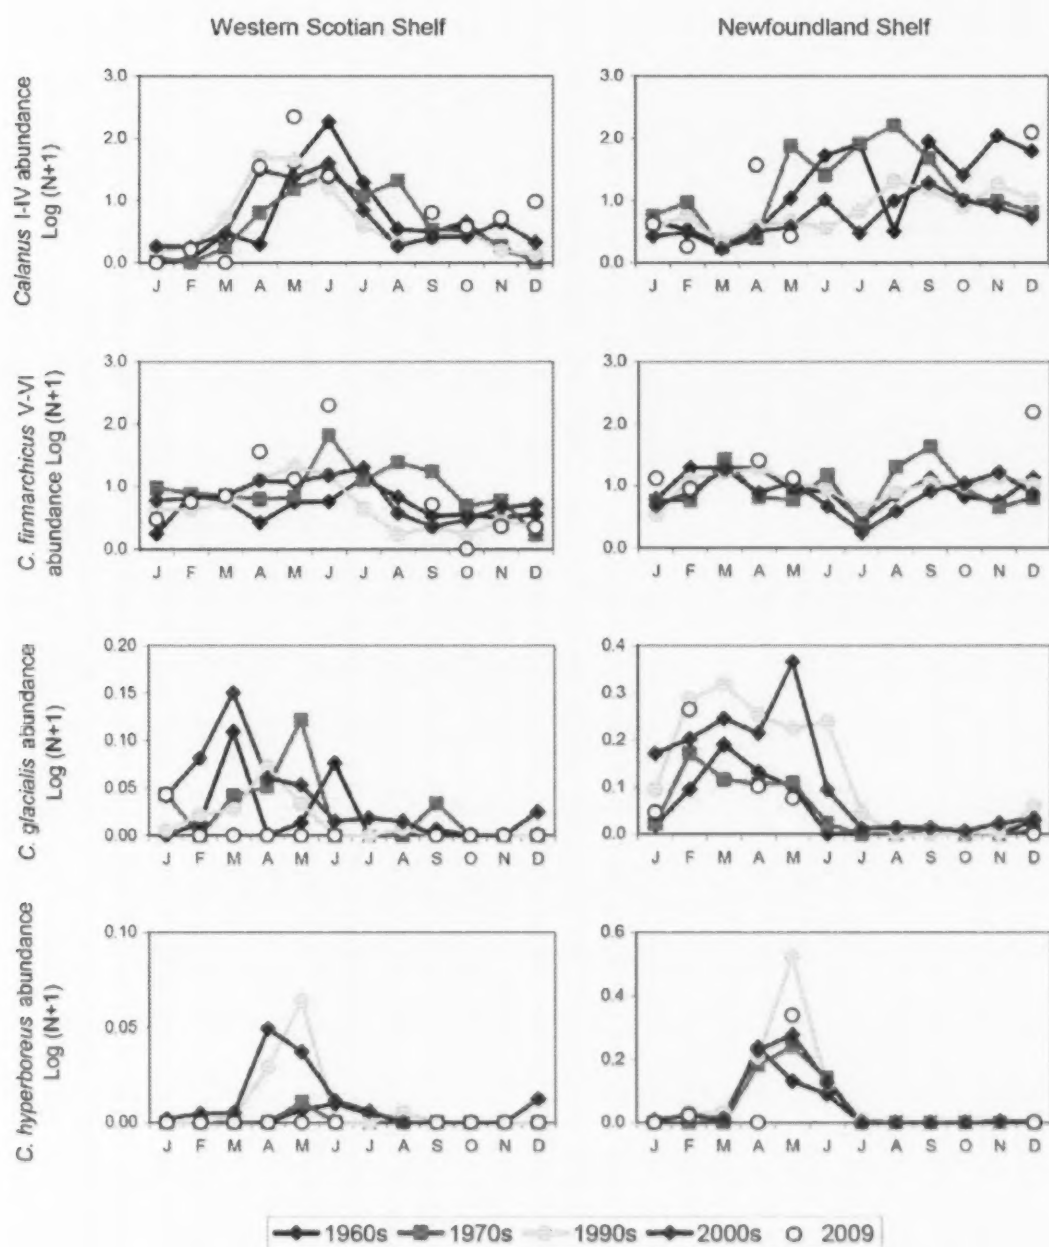 Western Scotian Shelf
Newfoundland Shelf
Calanus I-IV abundance
Log (N+1)
3.0
2.0
1.0
0.0
J F M A M J J A S O N D
3.0
2.0
1.0
0.0
J F M A M J J A S O N D
C. finmarchicus V-VI
abundance Log (N+1)
3.0
2.0
1.0
0.0
J F M A M J J A S O N D
3.0
2.0
1.0
0.0
J F M A M J J A S O N D
C. glacialis abundance
Log (N+1)
0.20
0.15
0.10
0.05
0.00
J F M A M J J A S O N D
0.4
0.3
0.2
0.1
0.0
J F M A M J J A S O N D
C. hyperboreus abundance
Log (N+1)
0.10
0.05
0.00
J F M A M J J A S O N D
0.6
0.4
0.2
0.0
J F M A M J J A S O N D
1960s 1970s 1990s 2000s 2009